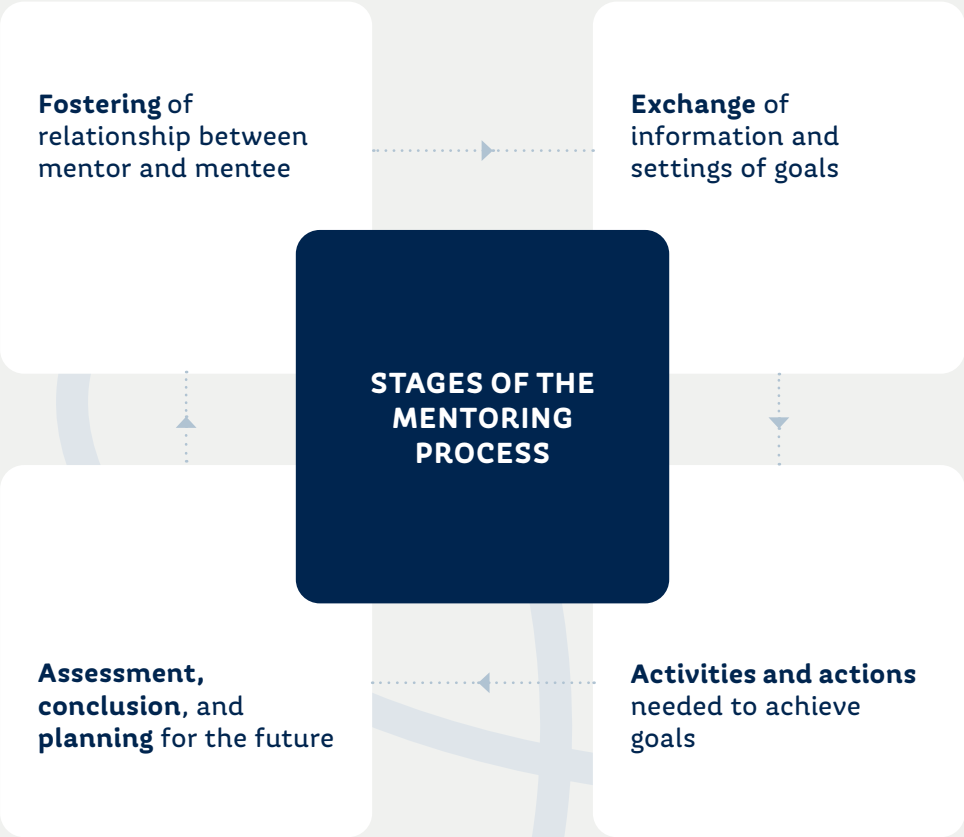 Fostering of
relationship between
mentor and mentee
Exchange of
information and
settings of goals
STAGES OF THE
MENTORING
PROCESS
Assessment,
conclusion, and
planning for the future
Activities and actions
needed to achieve
goals